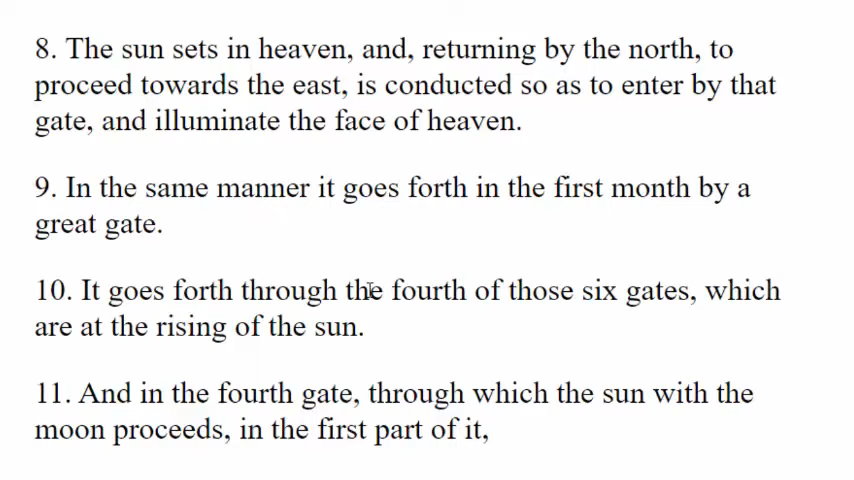 8. The sun sets in heaven, and, returning by the north, to
proceed towards the east, is conducted so as to enter by that
gate, and illuminate the face of heaven.
9. In the same manner it goes forth in the first month by a
great gate.
10. It goes forth through the fourth of those six gates, which
are at the rising of the sun.
11. And in the fourth gate, through which the sun with the
moon proceeds, in the first part of it,